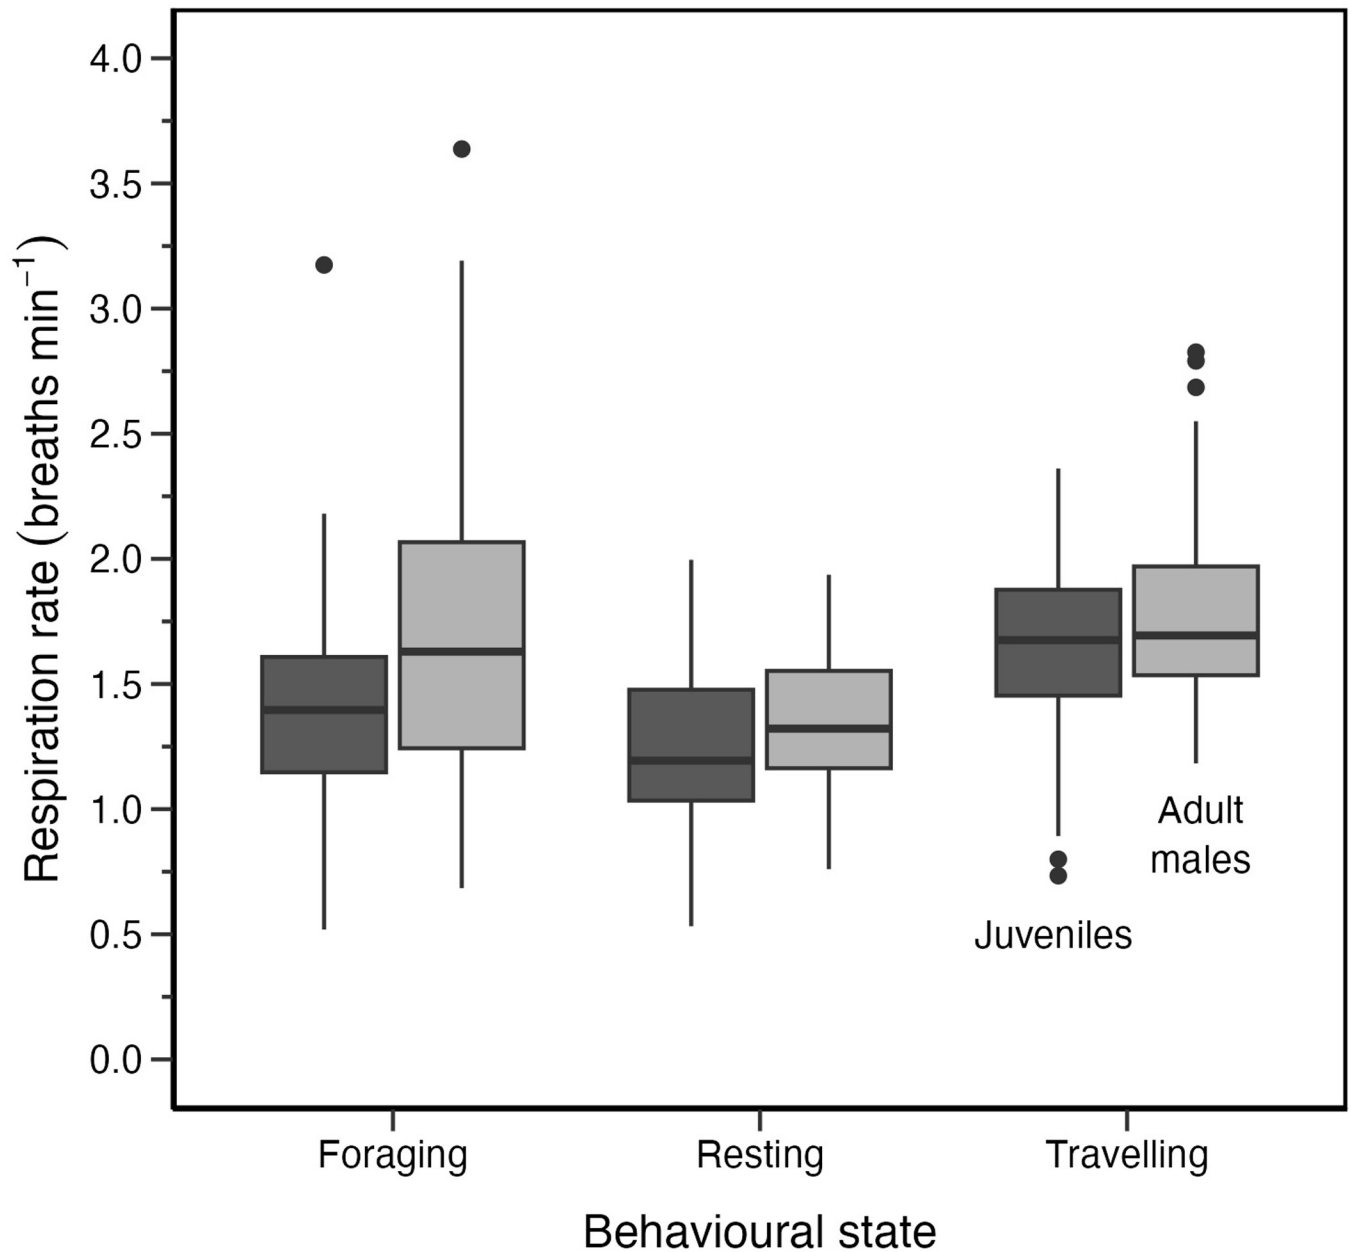 Respiration rate (breaths min⁻¹)
4.0
3.5
3.0
2.5
2.0
1.5
1.0
0.5
0.0
Adult
males
Juveniles
Foraging
Resting
Travelling
Behavioural state